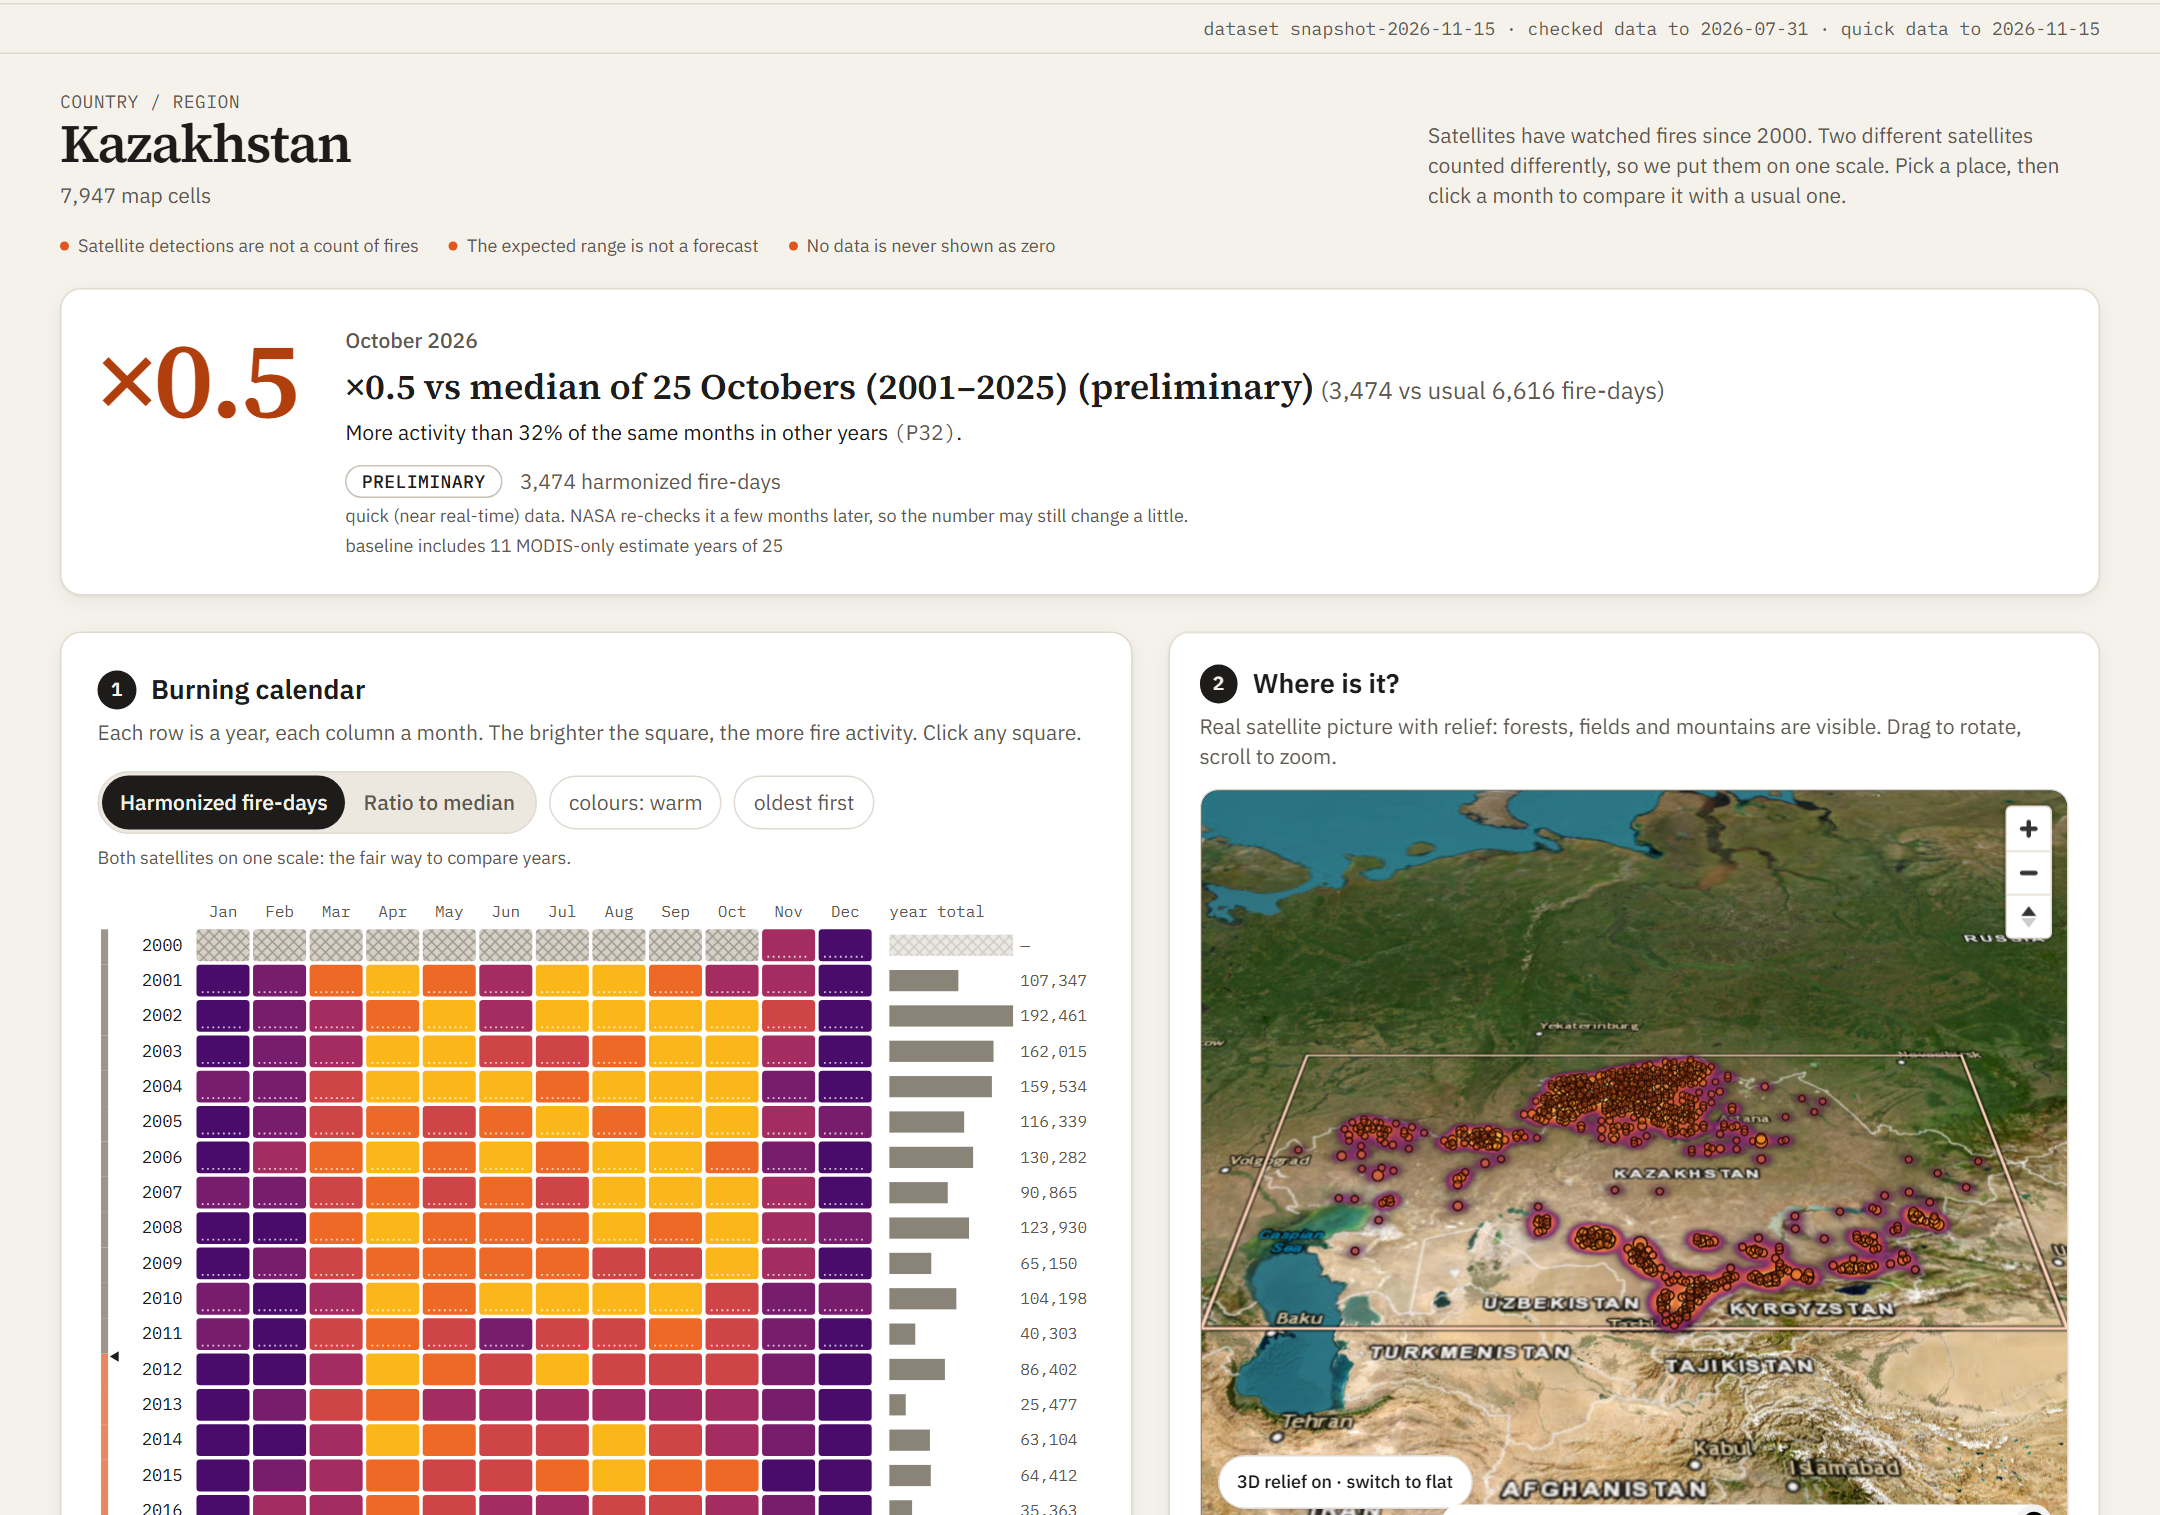 dataset snapshot-2026-11-15 · checked data to 2026-07-31 · quick data to 2026-11-15
COUNTRY / REGION
Kazakhstan
7,947 map cells
Satellites have watched fires since 2000. Two different satellites
counted differently, so we put them on one scale. Pick a place, then
click a month to compare it with a usual one.
Satellite detections are not a count of fires
The expected range is not a forecast
No data is never shown as zero
×0.5
October 2026
×0.5 vs median of 25 Octobers (2001–2025) (preliminary) (3,474 vs usual 6,616 fire-days)
More activity than 32% of the same months in other years (P32).
PRELIMINARY 3,474 harmonized fire-days
quick (near real-time) data. NASA re-checks it a few months later, so the number may still change a little.
baseline includes 11 MODIS-only estimate years of 25
1 Burning calendar
Each row is a year, each column a month. The brighter the square, the more fire activity. Click any square.
Harmonized fire-days Ratio to median colours: warm oldest first
Both satellites on one scale: the fair way to compare years.
Jan Feb Mar Apr May Jun Jul Aug Sep Oct Nov Dec year total
2000 –
2001 107,347
2002 192,461
2003 162,015
2004 159,534
2005 116,339
2006 130,282
2007 90,865
2008 123,930
2009 65,150
2010 104,198
2011 40,303
2012 86,402
2013 25,477
2014 63,104
2015 64,412
2016 35,363
2 Where is it?
Real satellite picture with relief: forests, fields and mountains are visible. Drag to rotate,
scroll to zoom.
RUSSIA
Yekaterinburg
Novosibirsk
Astana
Volgograd
KAZAKHSTAN
Caspian
Sea
UZBEKISTAN
KYRGYZSTAN
Baku
TURKMENISTAN
TAJIKISTAN
Tehran
Kabul
Islamabad
3D relief on · switch to flat
AFGHANISTAN
IRAN